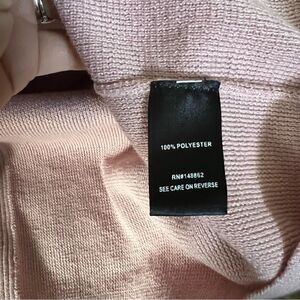 100% POLYESTER
RN#148862
SEE CARE ON REVERSE